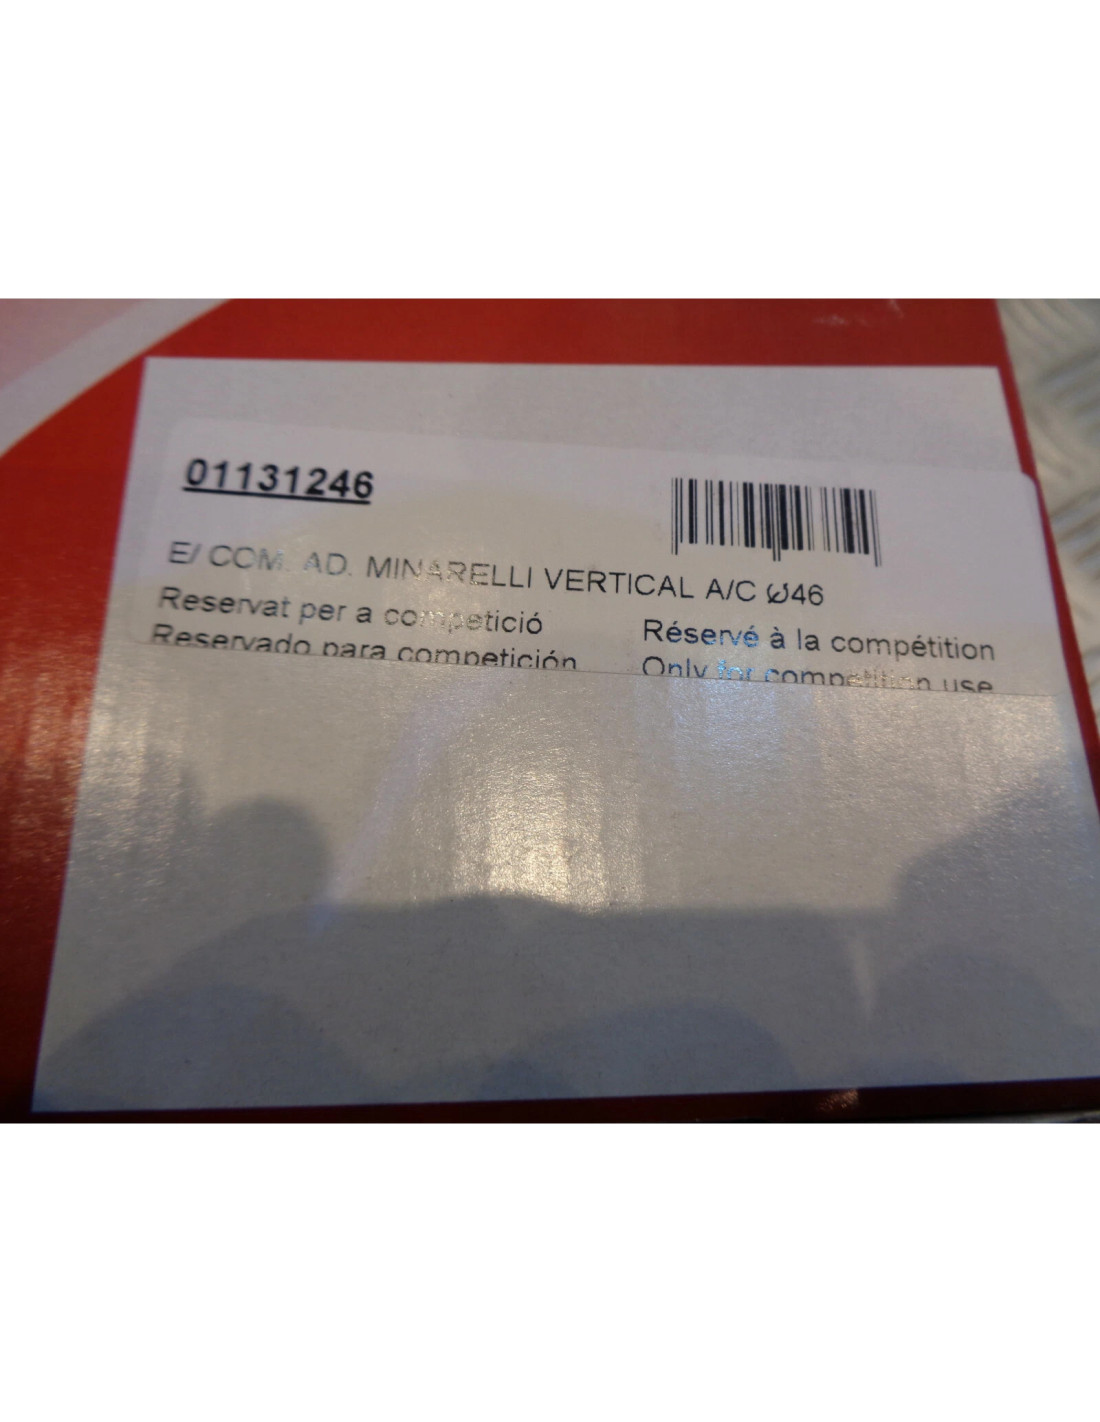 01131246
E/ COM. AD. MINARELLI VERTICAL A/C Ø46
Reservat per a competició
Réservé à la compétition
Reservado para competición
Only for competition use